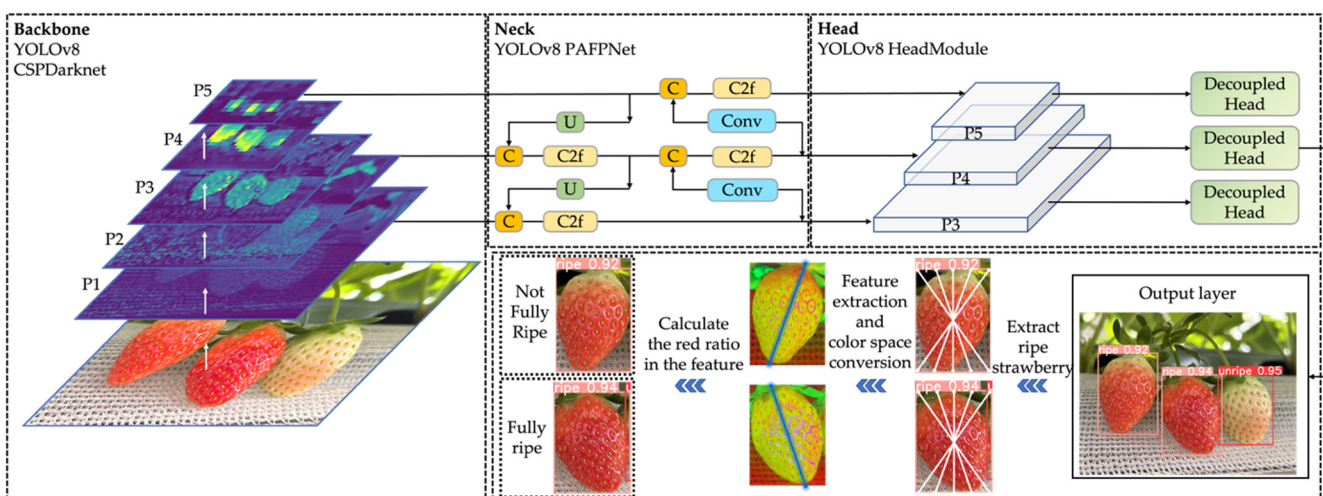 Backbone
YOLOv8
CSPDarknet
P5
P4
P3
P2
P1
Neck
YOLOv8 PAFPNet
C
C2f
U
Conv
C
C2f
C
C2f
U
Conv
C
C2f
Head
YOLOv8 HeadModule
P5
P4
P3
Decoupled
Head
Decoupled
Head
Decoupled
Head
Not
Fully
Ripe
ripe 0.92
Fully
ripe
ripe 0.94
Calculate
the red ratio
in the feature
Feature
extraction
and
color space
conversion
ripe 0.92
ripe 0.94
Extract
ripe
strawberry
Output layer
ripe 0.92
ripe 0.94
unripe 0.95